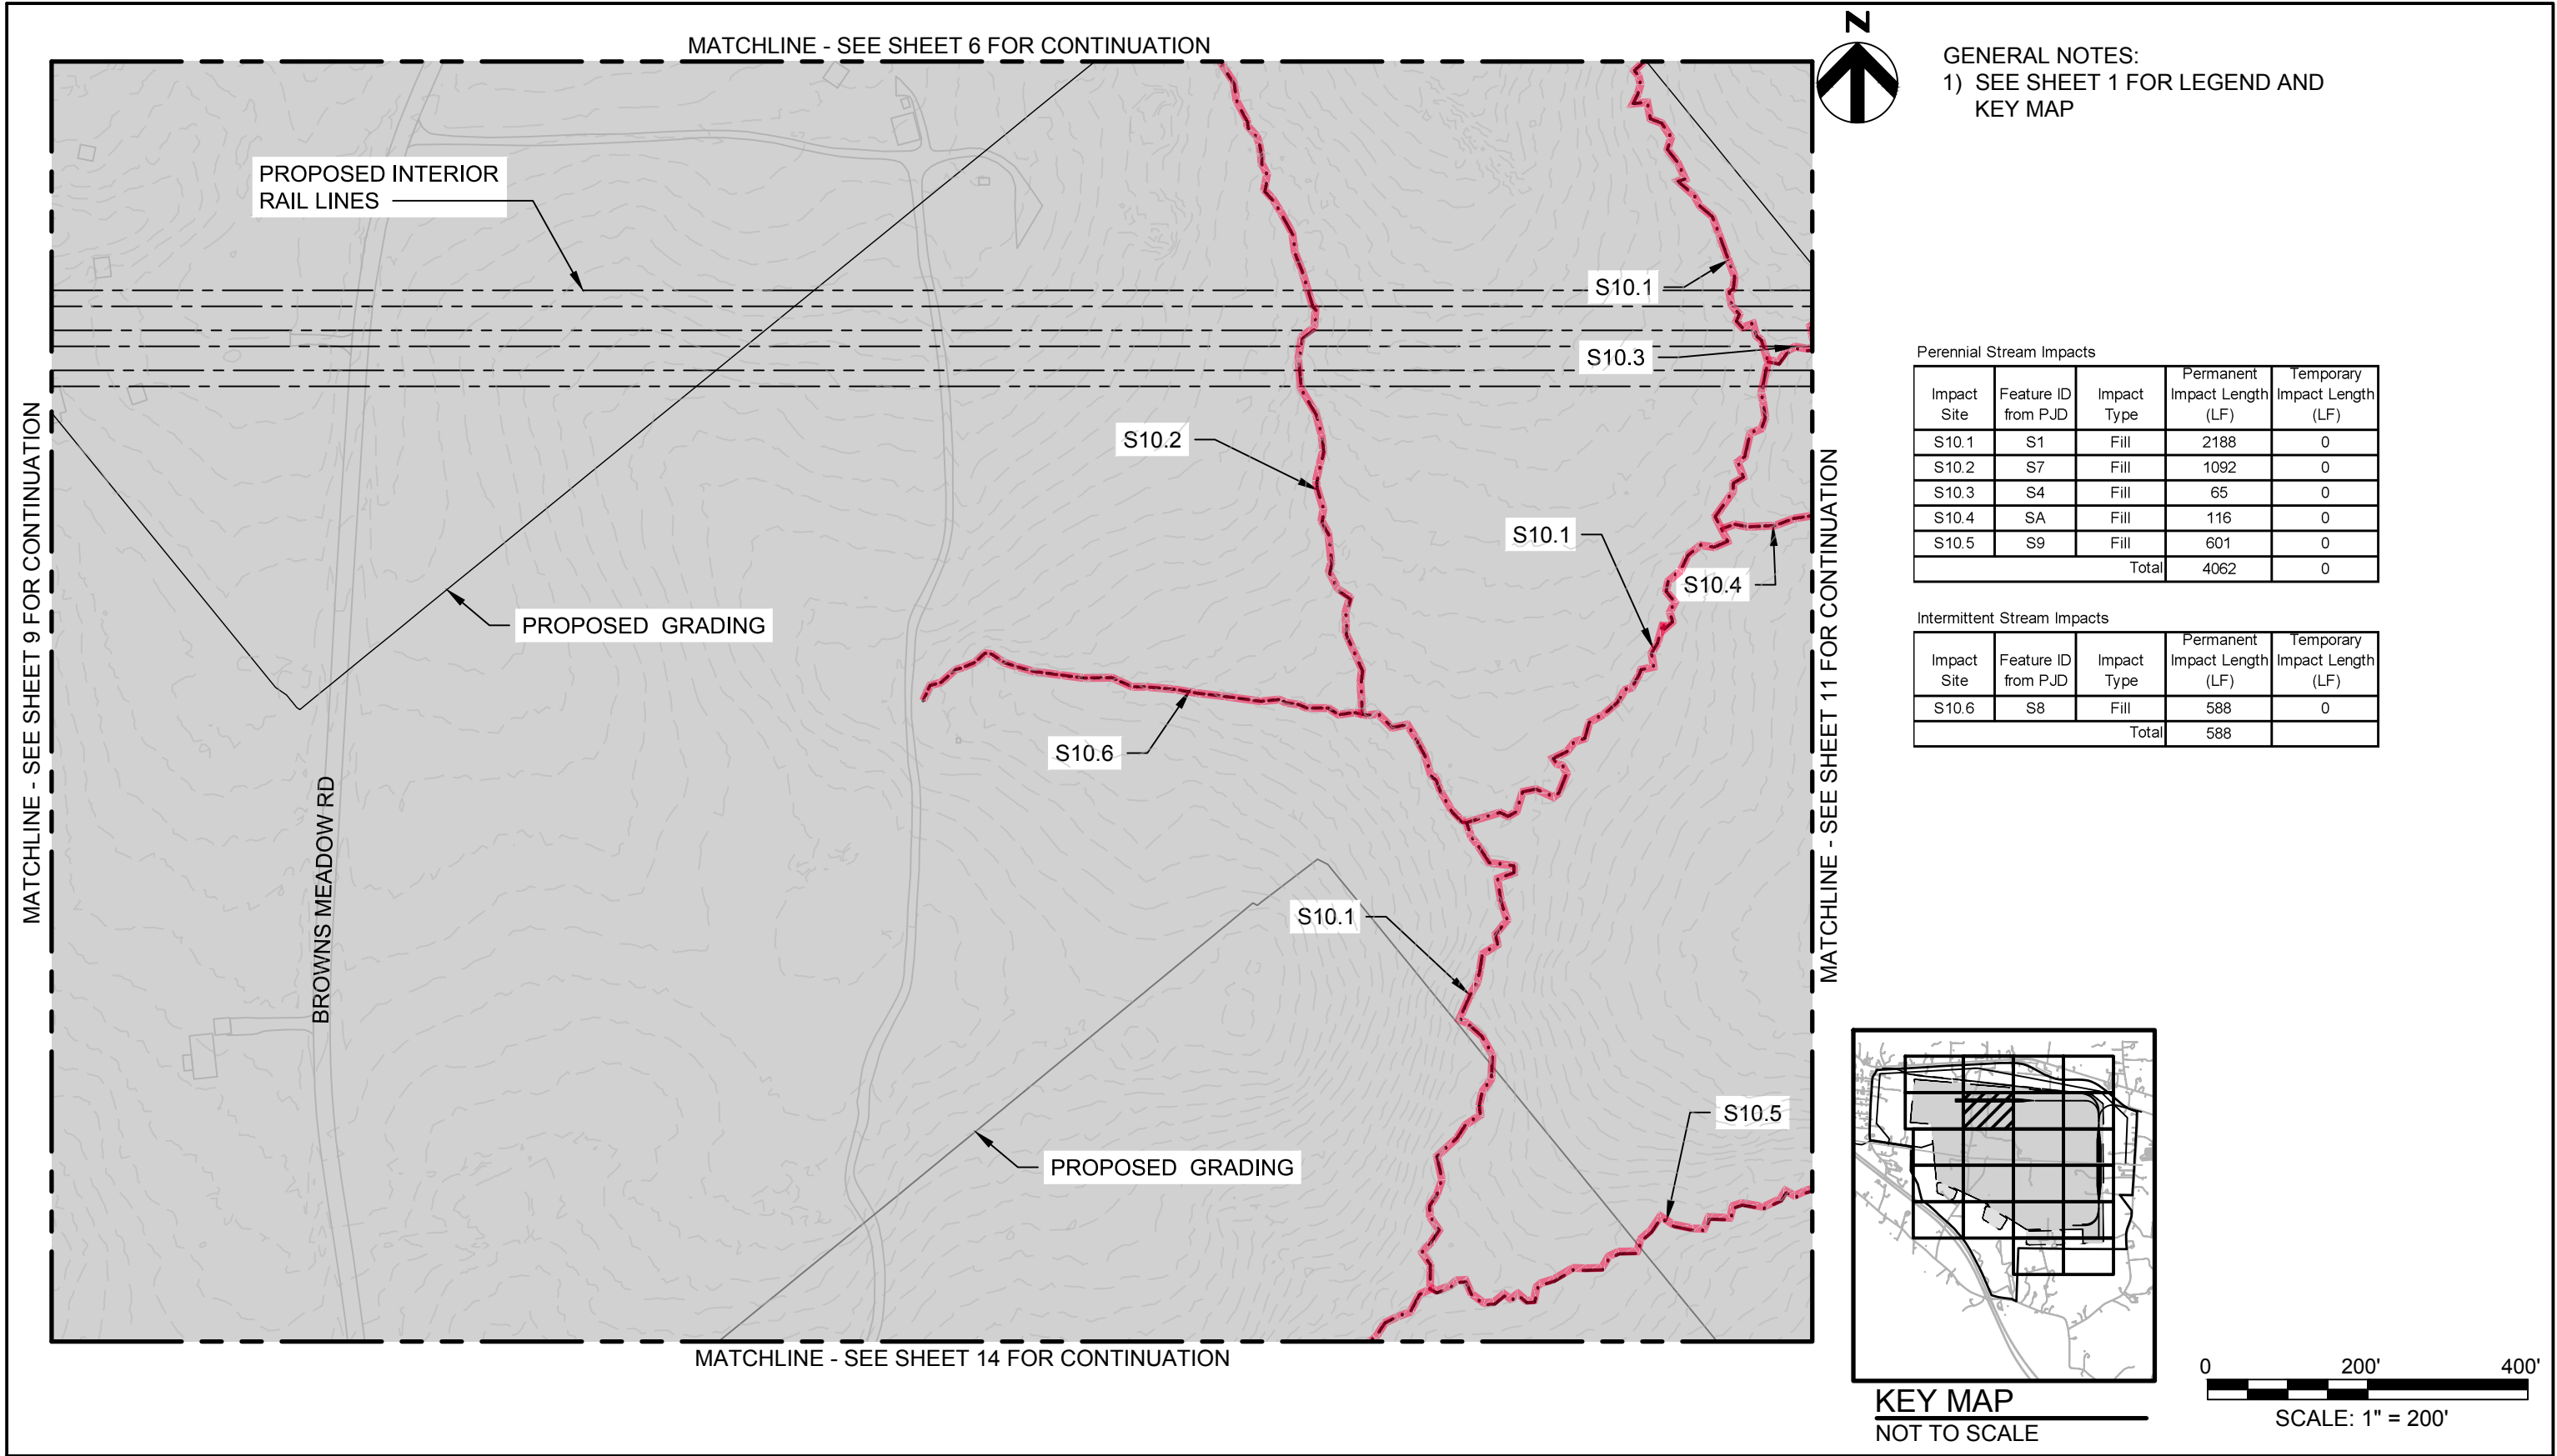 MATCHLINE - SEE SHEET 6 FOR CONTINUATION
N
GENERAL NOTES:
1) SEE SHEET 1 FOR LEGEND AND
KEY MAP
PROPOSED INTERIOR
RAIL LINES
S10.1
S10.3
S10.2
S10.1
S10.4
PROPOSED GRADING
S10.6
S10.1
S10.5
PROPOSED GRADING
BROWNS MEADOW RD
MATCHLINE - SEE SHEET 9 FOR CONTINUATION
MATCHLINE - SEE SHEET 11 FOR CONTINUATION
MATCHLINE - SEE SHEET 14 FOR CONTINUATION
Perennial Stream Impacts
Impact Site Feature ID from PJD Impact Type Permanent Impact Length (LF) Temporary Impact Length (LF)
S10.1 S1 Fill 2188 0
S10.2 S7 Fill 1092 0
S10.3 S4 Fill 65 0
S10.4 SA Fill 116 0
S10.5 S9 Fill 601 0
Total 4062 0
Intermittent Stream Impacts
Impact Site Feature ID from PJD Impact Type Permanent Impact Length (LF) Temporary Impact Length (LF)
S10.6 S8 Fill 588 0
Total 588
KEY MAP
NOT TO SCALE
0 200' 400'
SCALE: 1" = 200'